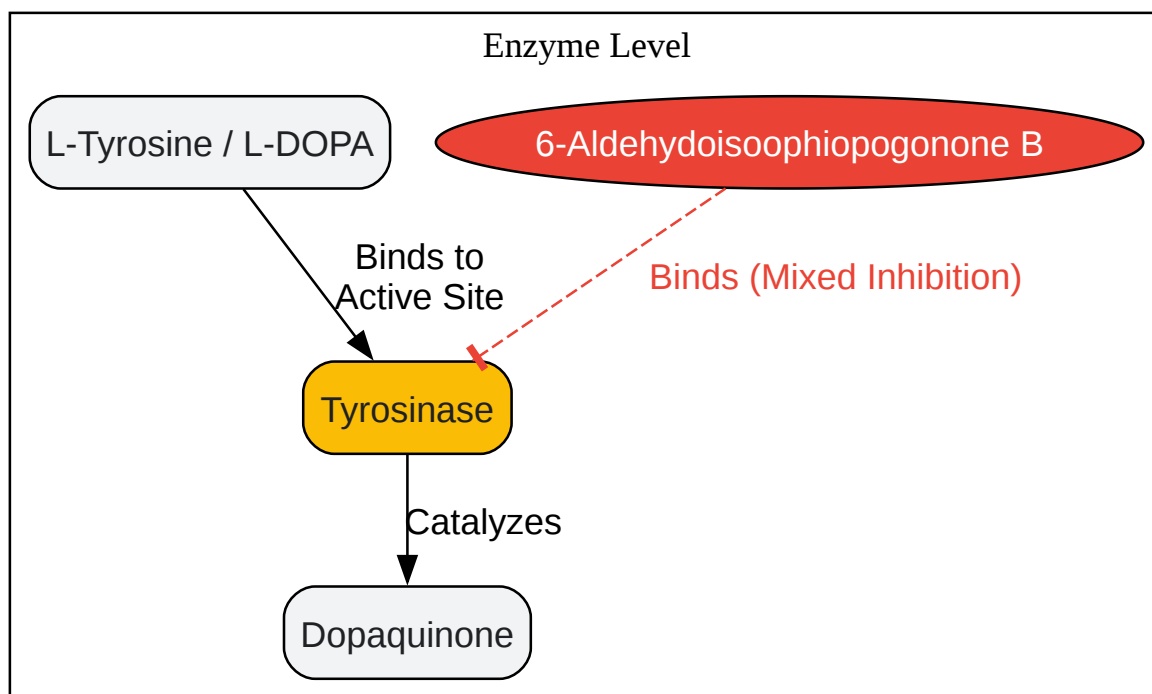 Enzyme Level
L-Tyrosine / L-DOPA
6-Aldehydoisoophiopogonone B
Binds to
Active Site
Binds (Mixed Inhibition)
Tyrosinase
Catalyzes
Dopaquinone